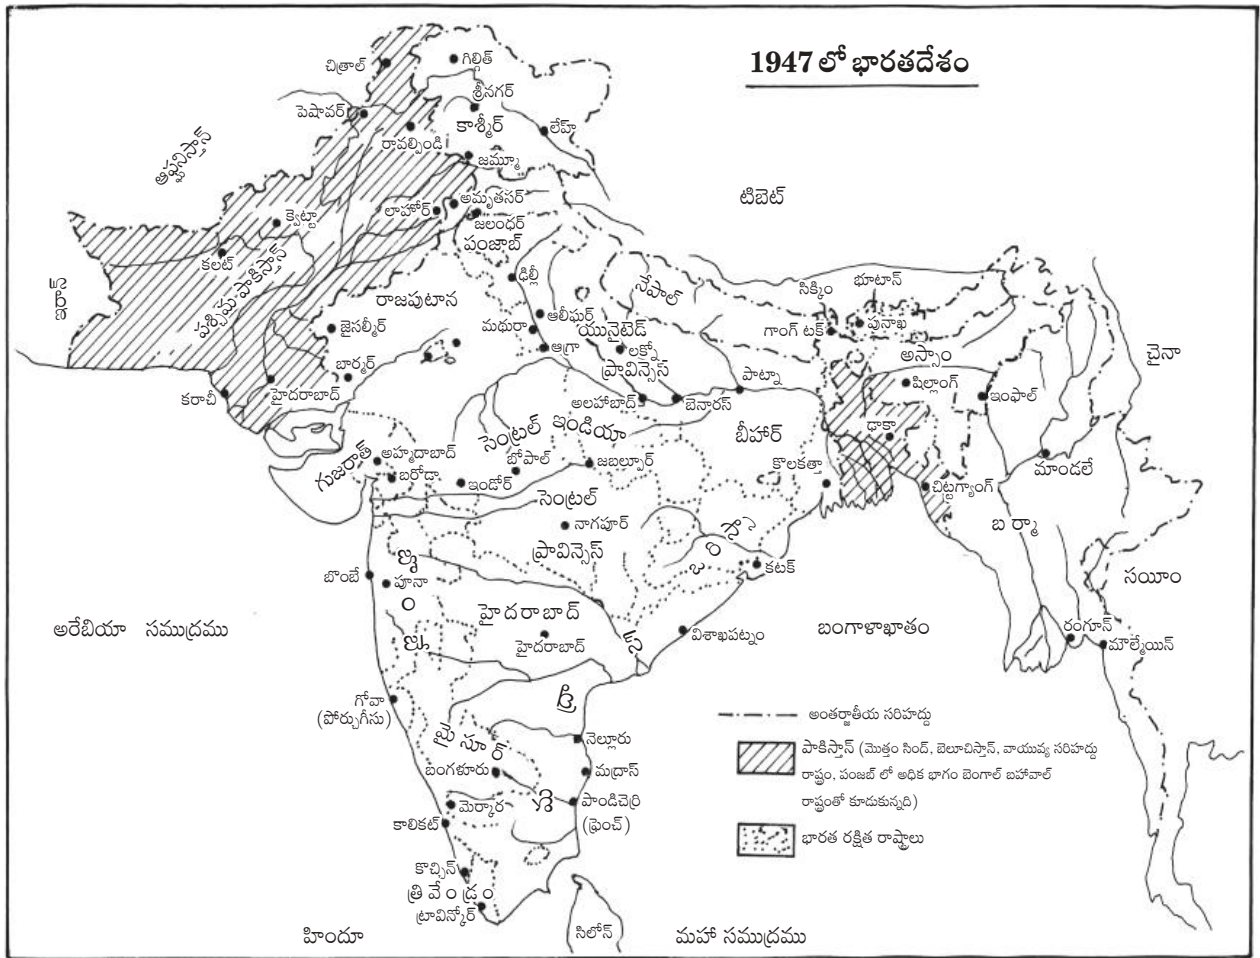 1947 లో భారతదేశం
చిత్రాల్
గిల్గిత్
శ్రీనగర్
పెషావర్
కాశ్మీర్
లేహ్
రావల్పిండి
జమ్మూ
ఆఫ్ఘనిస్తాన్
టిబెట్
అమృతసర్
లాహోర్
జలంధర్
క్వెట్టా
పంజాబ్
కలట్
పశ్చిమ పాకిస్తాన్
ఢిల్లీ
నేపాల్
సిక్కిం
భూటాన్
రాజపుటాన
ఆలీఘర్
జైసల్మీర్
మథురా
యునైటెడ్
గాంగ్ టక్
పునాఖ
ఆగ్రా
లక్నో
అస్సాం
చైనా
బార్మర్
ప్రావిన్సెస్
పాట్నా
షిల్లాంగ్
కరాచీ
హైదరాబాద్
అలహాబాద్
బెనారస్
ఇంఫాల్
సెంట్రల్ ఇండియా
బీహార్
ఢాకా
గుజరాత్
అహ్మదాబాద్
బోపాల్
జబల్పూర్
కొలకత్తా
మాండలే
బరోడా
ఇండోర్
సెంట్రల్
చిట్టగ్యాంగ్
నాగపూర్
బర్మా
ప్రావిన్సెస్
ఒరిస్సా
బొంబే
పూనా
కటక్
సయాం
హైదరాబాద్
అరేబియా సముద్రము
హైదరాబాద్
విశాఖపట్నం
బంగాళాఖాతం
రంగూన్
మౌల్మేయిన్
గోవా
(పోర్చుగీసు)
అంతర్జాతీయ సరిహద్దు
మైసూర్
నెల్లూరు
పాకిస్తాన్ (మొత్తం సింద్, బెలూచిస్తాన్, వాయువ్య సరిహద్దు
బంగళూరు
మద్రాస్
రాష్ట్రం, పంజబ్ లో అధిక భాగం బెంగాల్ బహావాల్
మెర్కార
పాండిచెర్రి
రాష్ట్రంతో కూడుకున్నది)
కాలికట్
(ఫ్రెంచ్)
భారత రక్షిత రాష్ట్రాలు
కొచ్చిన్
త్రివేండ్రం
ట్రావిన్కోర్
హిందూ
సిలోన్
మహా సముద్రము